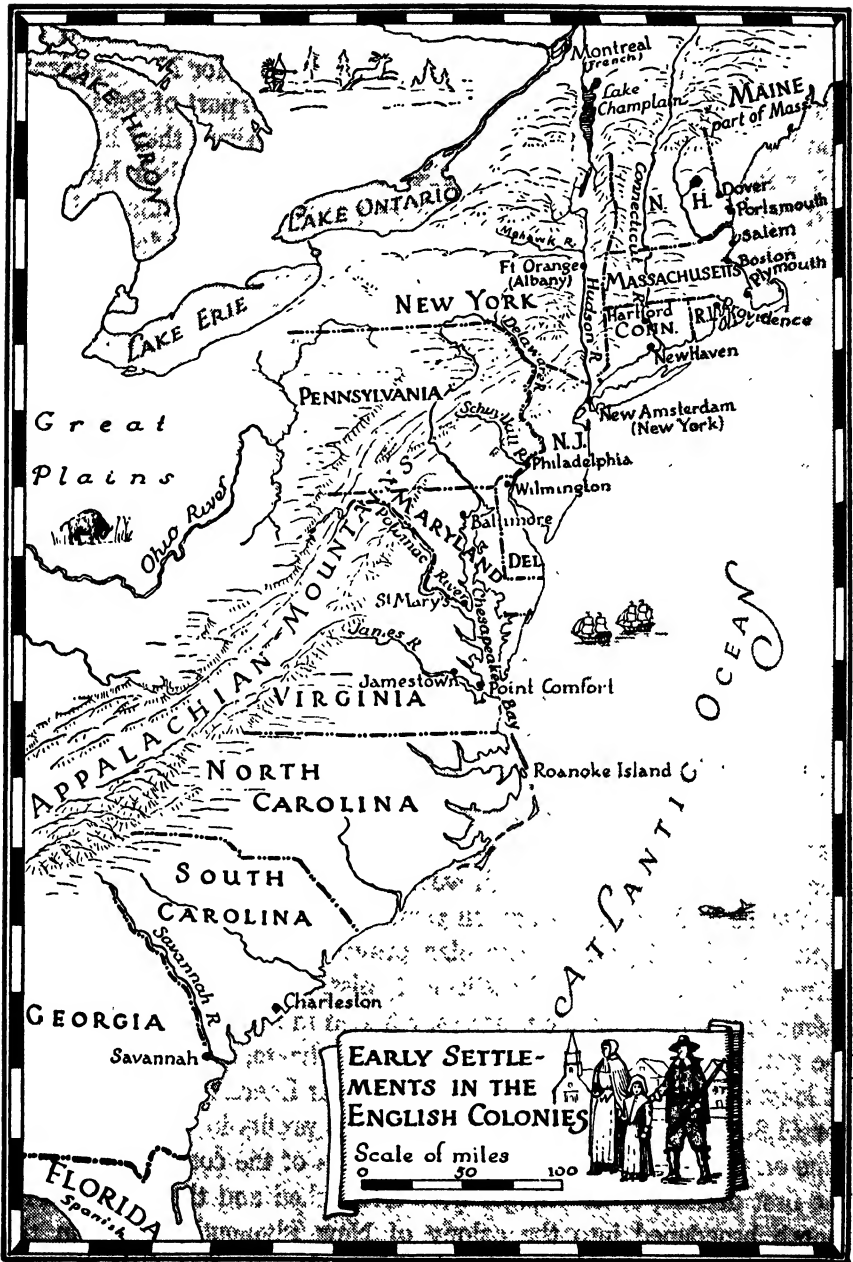 Montreal
(French)
Lake
Champlain
MAINE
part of Mass.
LAKE HURON
Connecticut R.
N. H.
Dover
Portsmouth
Salem
LAKE ONTARIO
Mohawk R.
Boston
Plymouth
Ft Orange
(Albany)
MASSACHUSETTS
Hudson R
Hartford
CONN.
R.I.
Providence
NEW YORK
LAKE ERIE
Delaware R.
New Haven
PENNSYLVANIA
New Amsterdam
(New York)
Great
Plains
Schuylkill R.
N.J.
Philadelphia
Wilmington
Ohio River
MARYLAND
Baltimore
DEL.
Potomac River
St Mary's
Chesapeake Bay
James R
APPALACHIAN MOUNTAINS
Jamestown
Point Comfort
VIRGINIA
ATLANTIC OCEAN
Roanoke Island
NORTH
CAROLINA
SOUTH
CAROLINA
Savannah R
Charleston
GEORGIA
Savannah
EARLY SETTLE-
MENTS IN THE
ENGLISH COLONIES
Scale of miles
0 50 100
FLORIDA
Spanish